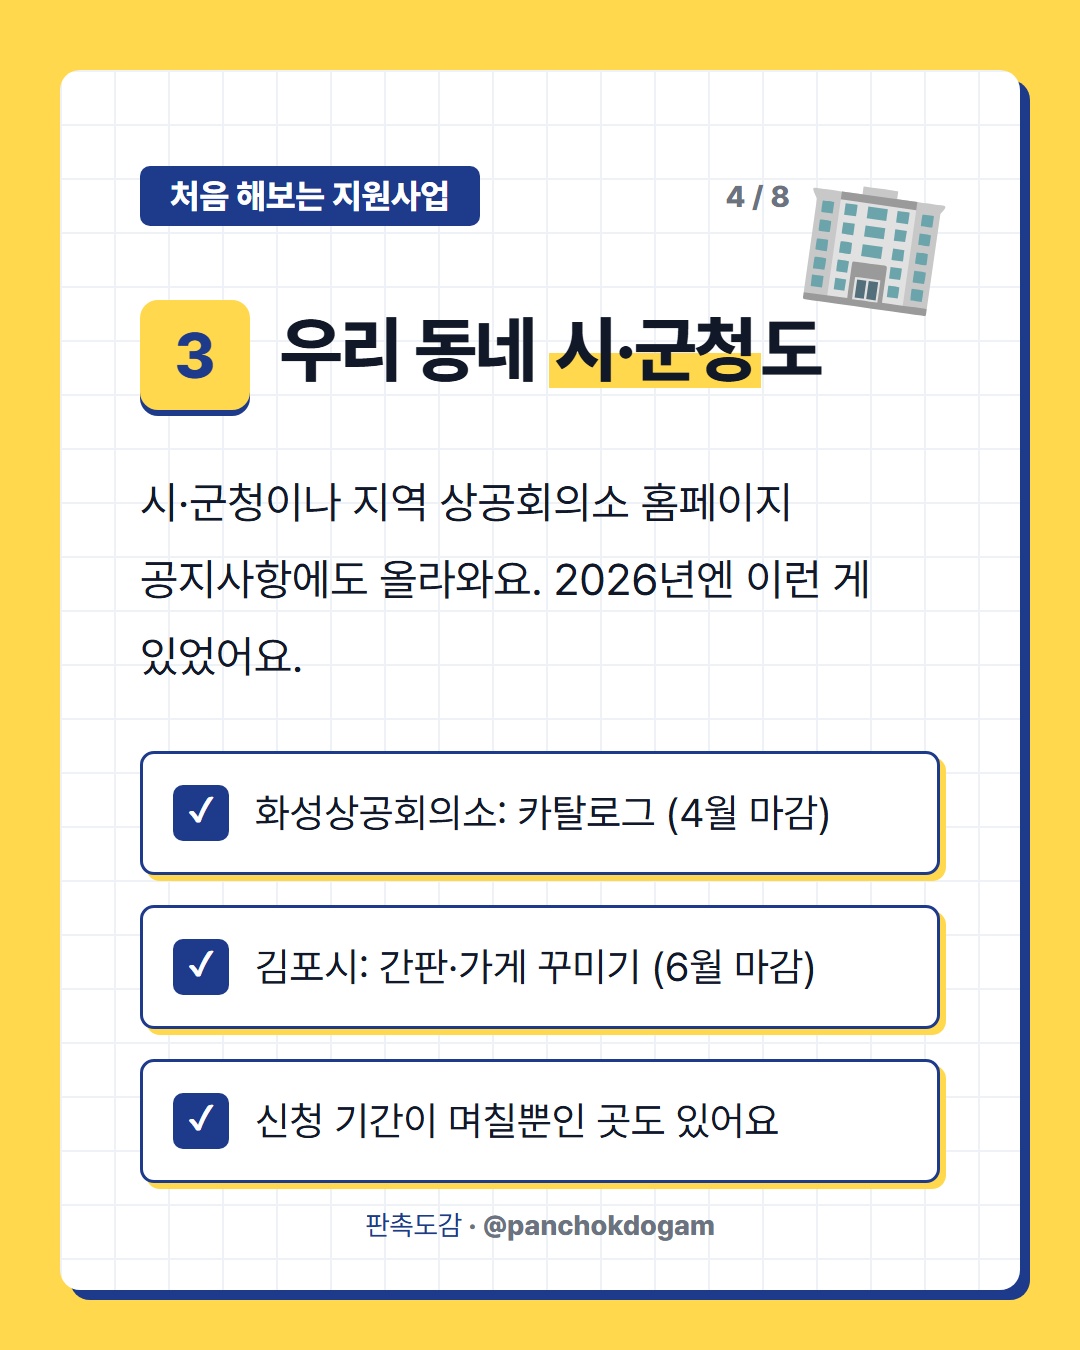 처음 해보는 지원사업
4 / 8
3
우리 동네 시·군청도
시·군청이나 지역 상공회의소 홈페이지
공지사항에도 올라와요. 2026년엔 이런 게
있었어요.
화성상공회의소: 카탈로그 (4월 마감)
김포시: 간판·가게 꾸미기 (6월 마감)
신청 기간이 며칠뿐인 곳도 있어요
판촉도감 · @panchokdogam